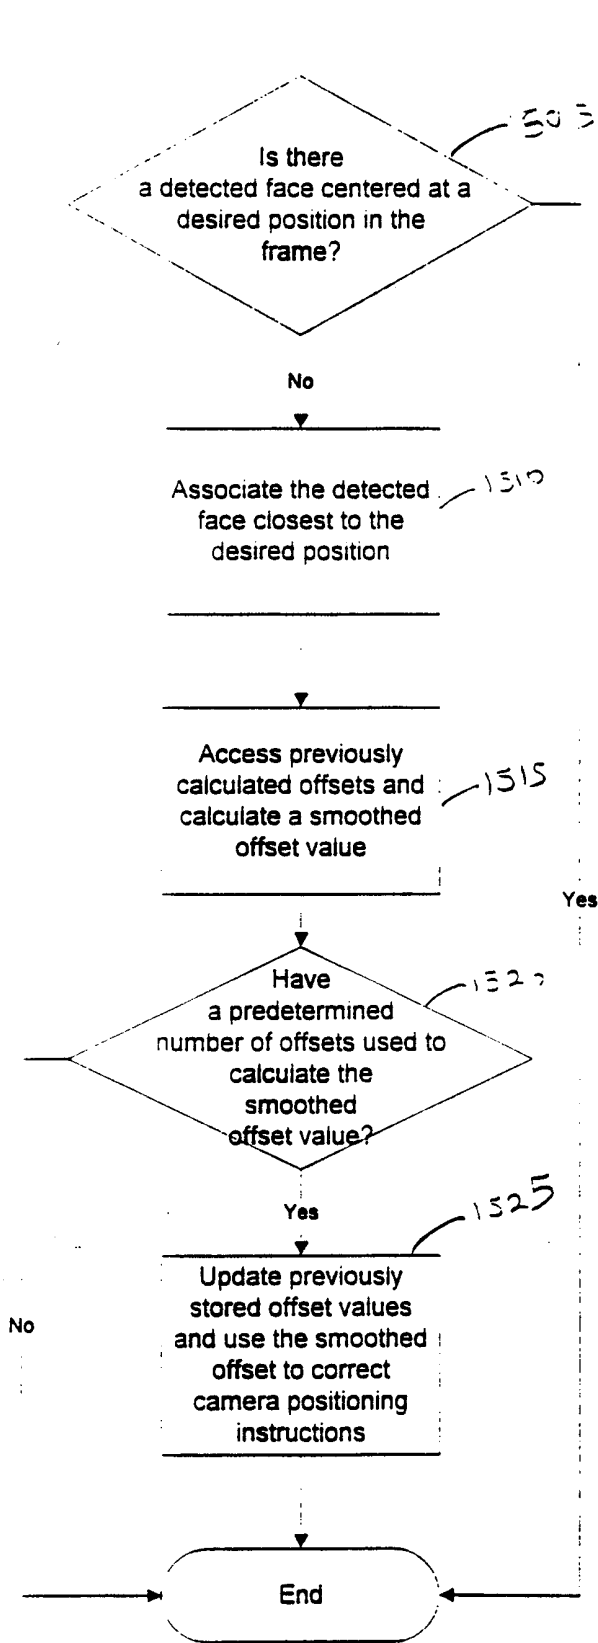 Is there
a detected face centered at a
desired position in the
frame?
No
Associate the detected
face closest to the
desired position
1510
Access previously
calculated offsets and
calculate a smoothed
offset value
1515
Yes
Have
a predetermined
number of offsets used to
calculate the
smoothed
offset value?
Yes
1525
Update previously
stored offset values
and use the smoothed
offset to correct
camera positioning
instructions
No
End